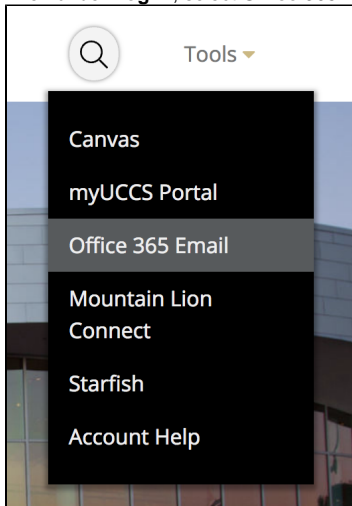 Tools
Canvas
myUCCS Portal
Office 365 Email
Mountain Lion
Connect
Starfish
Account Help